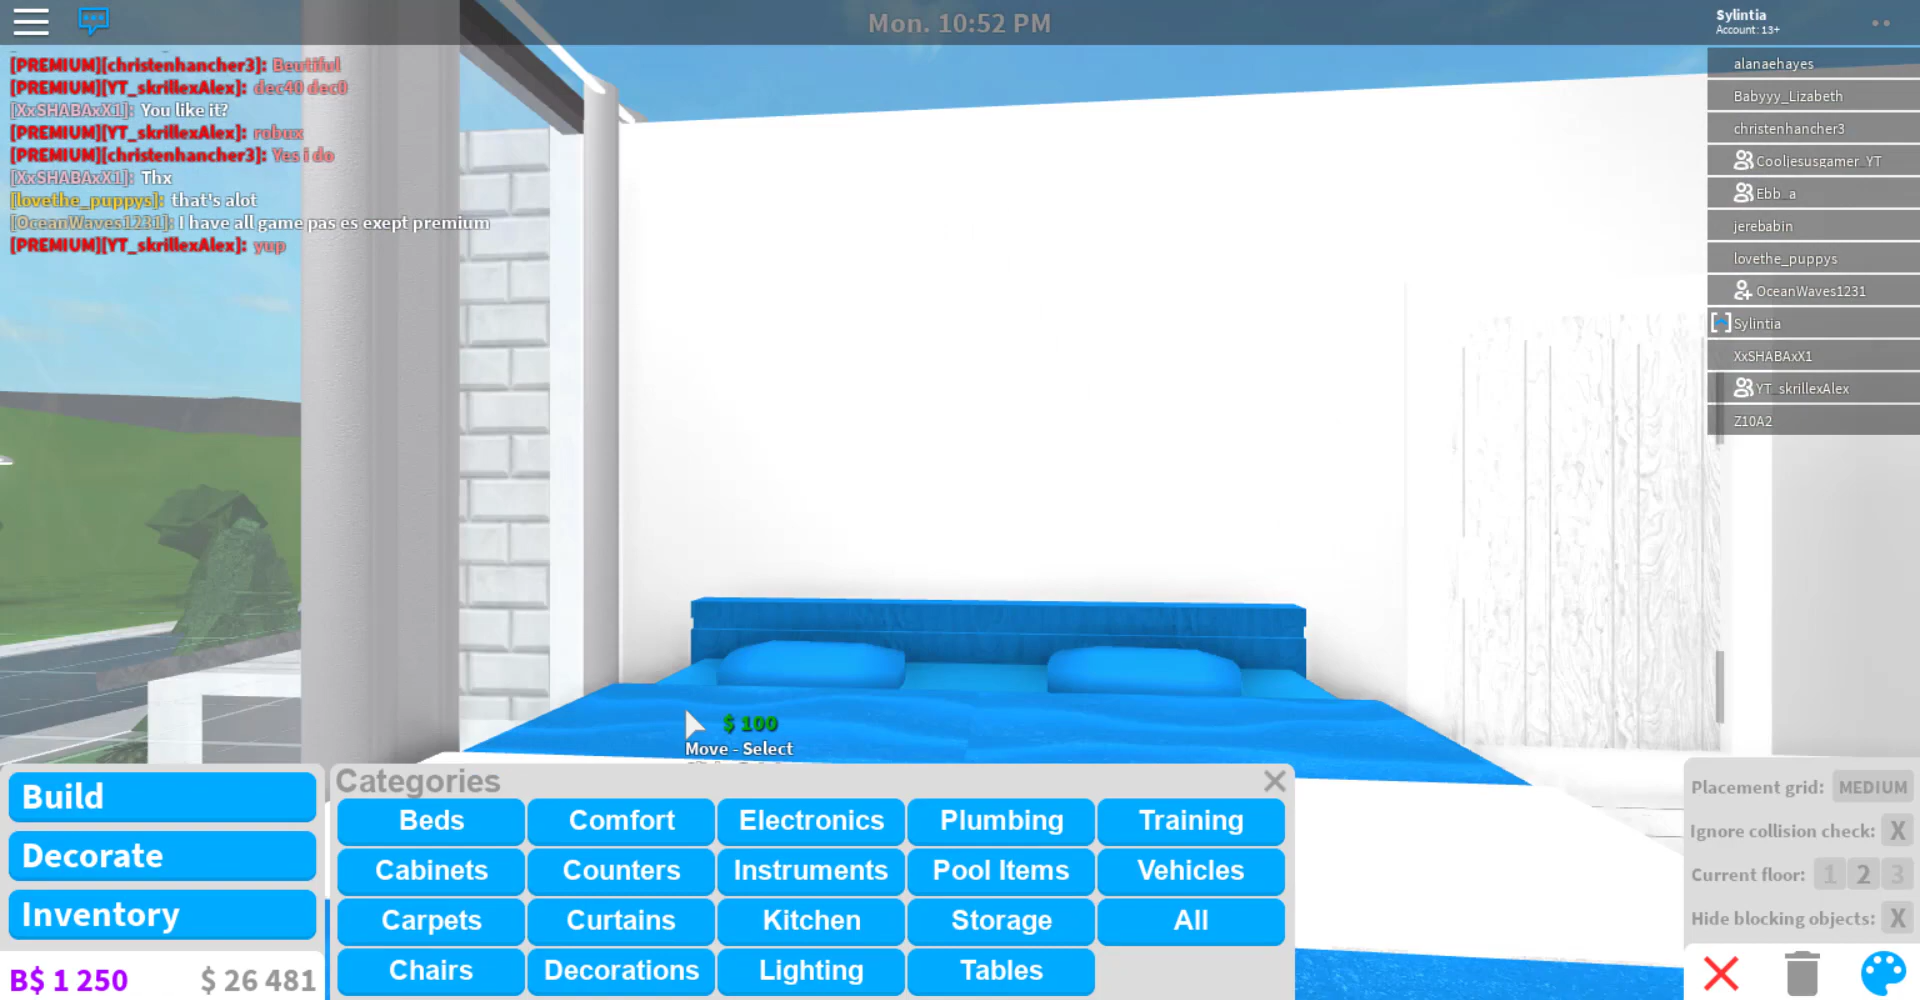 Mon. 10:52 PM
Sylintia
Account: 13+
[PREMIUM][christenhancher3]: Beutiful
[PREMIUM][YT_skrillexAlex]: dec40 dec0
[XxSHABAxX1]: You like it?
[PREMIUM][YT_skrillexAlex]: robux
[PREMIUM][christenhancher3]: Yes i do
[XxSHABAxX1]: Thx
[lovethe_puppys]: that's alot
[OceanWaves1231]: I have all game pas es exept premium
[PREMIUM][YT_skrillexAlex]: yup
alanaehayes
Babyyy_Lizabeth
christenhancher3
Cooljesusgamer_YT
Ebb_a
jerebabin
lovethe_puppys
OceanWaves1231
Sylintia
XxSHABAxX1
YT_skrillexAlex
Z10A2
$ 100
Move - Select
Build
Decorate
Inventory
B$ 1 250
$ 26 481
Categories
Beds Comfort Electronics Plumbing Training
Cabinets Counters Instruments Pool Items Vehicles
Carpets Curtains Kitchen Storage All
Chairs Decorations Lighting Tables
Placement grid: MEDIUM
Ignore collision check: X
Current floor: 1 2 3
Hide blocking objects: X